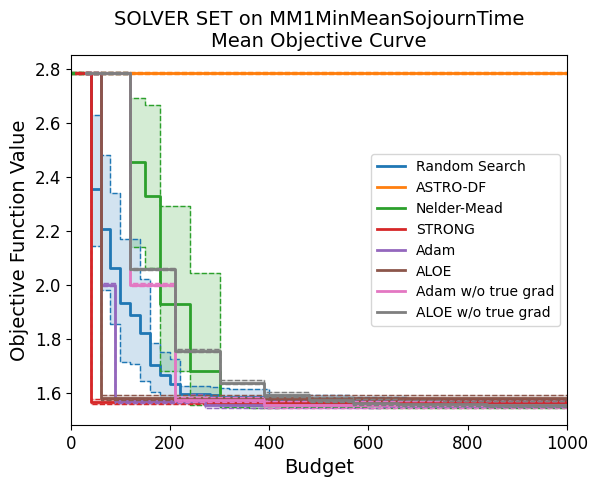 SOLVER SET on MM1MinMeanSojournTime
Mean Objective Curve
Objective Function Value
2.8
2.6
2.4
2.2
2.0
1.8
1.6
Random Search
ASTRO-DF
Nelder-Mead
STRONG
Adam
ALOE
Adam w/o true grad
ALOE w/o true grad
0 200 400 600 800 1000
Budget